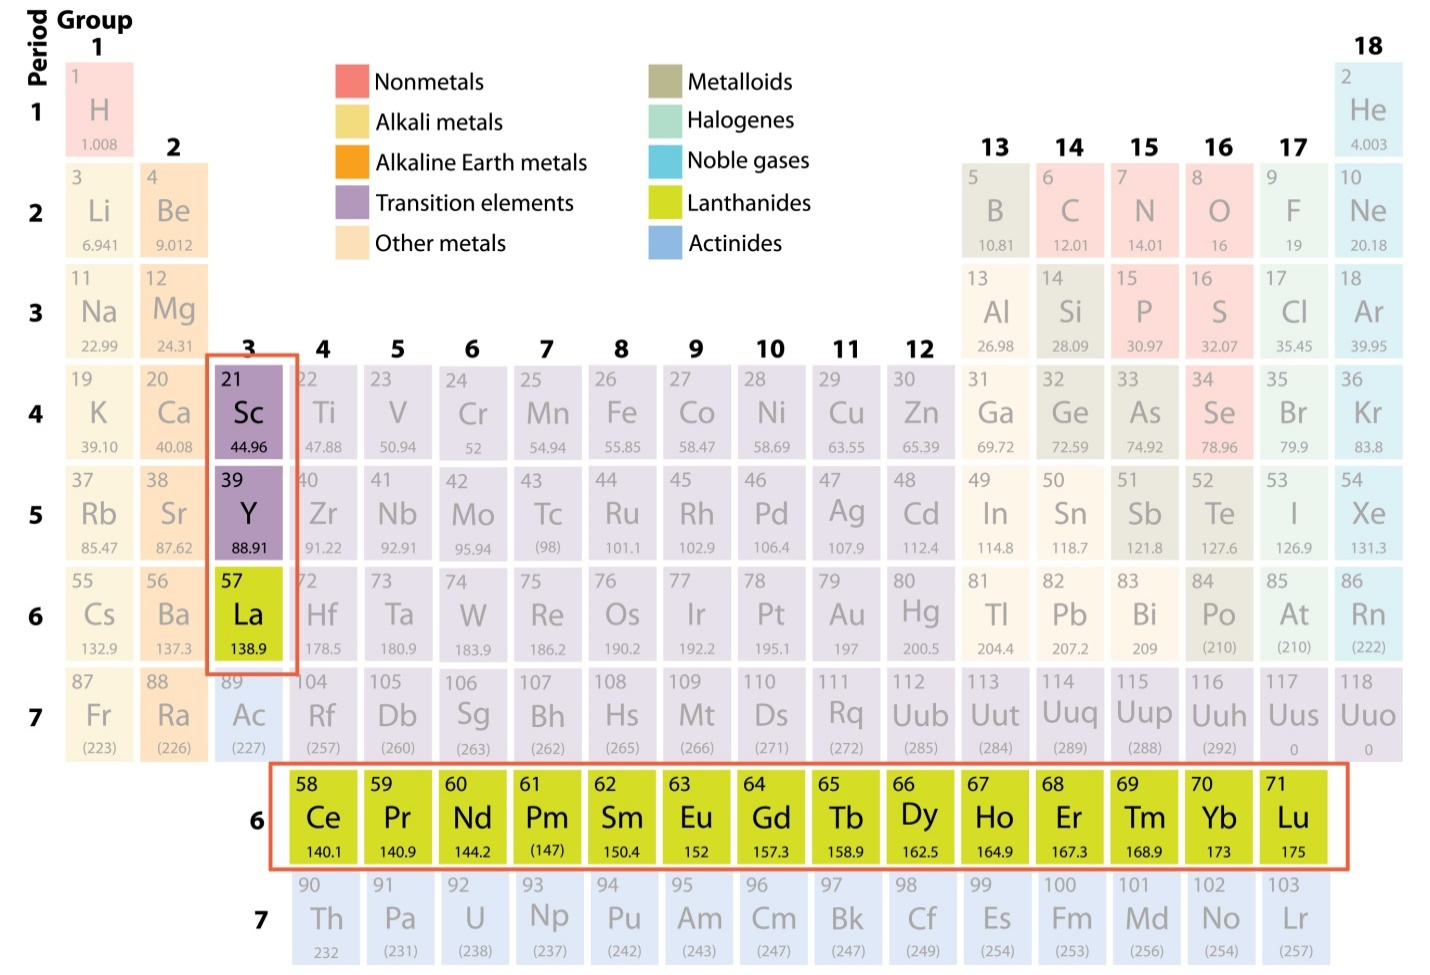 Period
Group
1
18
Nonmetals
Alkali metals
Alkaline Earth metals
Transition elements
Other metals
Metalloids
Halogenes
Noble gases
Lanthanides
Actinides
1
1 2
H He
1.008 4.003
2 13 14 15 16 17
2
3 4 5 6 7 8 9 10
Li Be B C N O F Ne
6.941 9.012 10.81 12.01 14.01 16 19 20.18
3
11 12 13 14 15 16 17 18
Na Mg Al Si P S Cl Ar
22.99 24.31 26.98 28.09 30.97 32.07 35.45 39.95
3 4 5 6 7 8 9 10 11 12
4
19 20 21 22 23 24 25 26 27 28 29 30 31 32 33 34 35 36
K Ca Sc Ti V Cr Mn Fe Co Ni Cu Zn Ga Ge As Se Br Kr
39.10 40.08 44.96 47.88 50.94 52 54.94 55.85 58.47 58.69 63.55 65.39 69.72 72.59 74.92 78.96 79.9 83.8
5
37 38 39 40 41 42 43 44 45 46 47 48 49 50 51 52 53 54
Rb Sr Y Zr Nb Mo Tc Ru Rh Pd Ag Cd In Sn Sb Te I Xe
85.47 87.62 88.91 91.22 92.91 95.94 (98) 101.1 102.9 106.4 107.9 112.4 114.8 118.7 121.8 127.6 126.9 131.3
6
55 56 57 72 73 74 75 76 77 78 79 80 81 82 83 84 85 86
Cs Ba La Hf Ta W Re Os Ir Pt Au Hg Tl Pb Bi Po At Rn
132.9 137.3 138.9 178.5 180.9 183.9 186.2 190.2 192.2 195.1 197 200.5 204.4 207.2 209 (210) (210) (222)
7
87 88 89 104 105 106 107 108 109 110 111 112 113 114 115 116 117 118
Fr Ra Ac Rf Db Sg Bh Hs Mt Ds Rq Uub Uut Uuq Uup Uuh Uus Uuo
(223) (226) (227) (257) (260) (263) (262) (265) (266) (271) (272) (285) (284) (289) (288) (292) 0 0
6
58 59 60 61 62 63 64 65 66 67 68 69 70 71
Ce Pr Nd Pm Sm Eu Gd Tb Dy Ho Er Tm Yb Lu
140.1 140.9 144.2 (147) 150.4 152 157.3 158.9 162.5 164.9 167.3 168.9 173 175
7
90 91 92 93 94 95 96 97 98 99 100 101 102 103
Th Pa U Np Pu Am Cm Bk Cf Es Fm Md No Lr
232 (231) (238) (237) (242) (243) (247) (247) (249) (254) (253) (256) (254) (257)